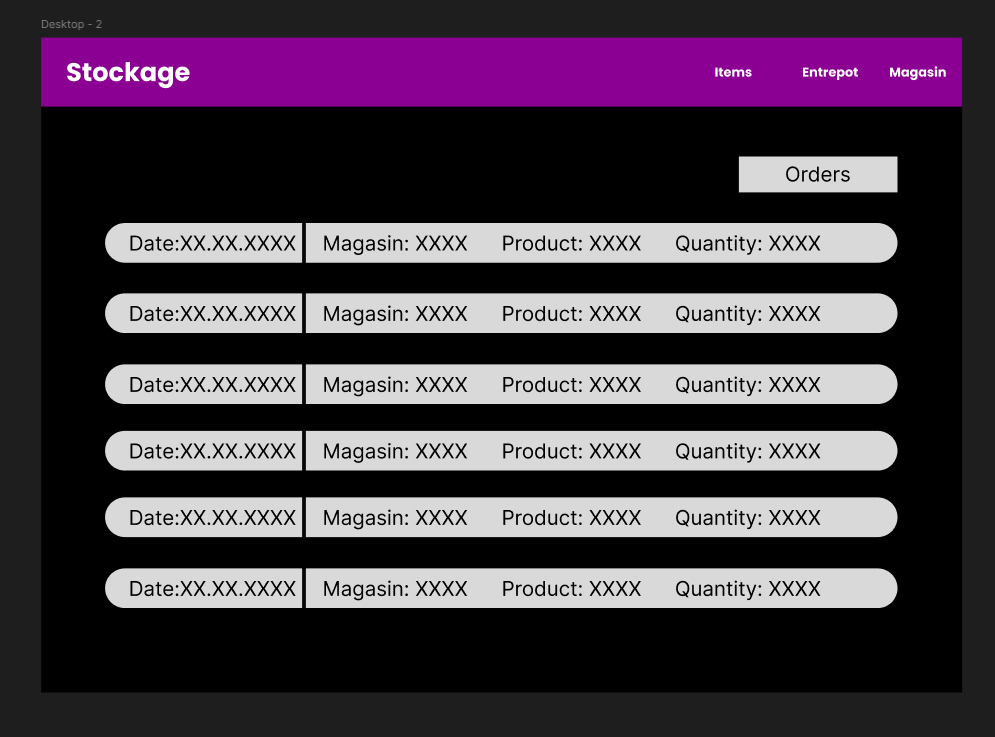 Desktop - 2
Stockage Items Entrepot Magasin
Orders
Date:XX.XX.XXXX Magasin: XXXX Product: XXXX Quantity: XXXX
Date:XX.XX.XXXX Magasin: XXXX Product: XXXX Quantity: XXXX
Date:XX.XX.XXXX Magasin: XXXX Product: XXXX Quantity: XXXX
Date:XX.XX.XXXX Magasin: XXXX Product: XXXX Quantity: XXXX
Date:XX.XX.XXXX Magasin: XXXX Product: XXXX Quantity: XXXX
Date:XX.XX.XXXX Magasin: XXXX Product: XXXX Quantity: XXXX